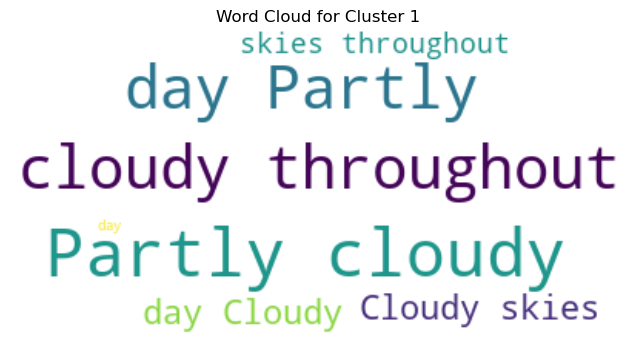 Word Cloud for Cluster 1
skies throughout
day Partly
cloudy throughout
day
Partly cloudy
day Cloudy
Cloudy skies